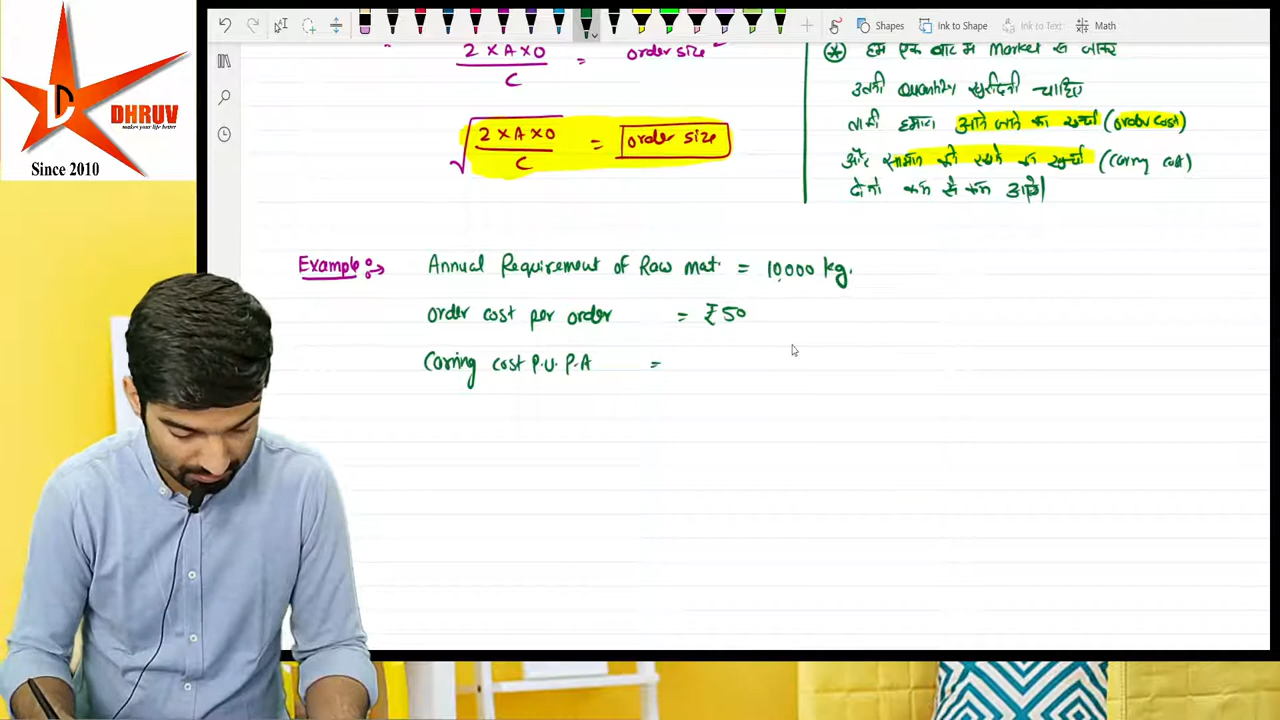 DHRUV
makes your life better
Since 2010
Shapes
Ink to Shape
Ink to Text
Math
2 X A X O = order size 2
C
√ 2 X A X O = order size
C
* हम एक बार में Market से जाकर
उतनी Quantity खरीदनी चाहिए
ताकी हमारा आने जाने का खर्चा (order cost)
और सामान को रखने का खर्चा (Carry cost)
दोनो कम से कम आये।
Example :→ Annual Requirement of Raw mat. = 10,000 kg.
order cost per order = ₹50
Carring cost P.U. P.A =